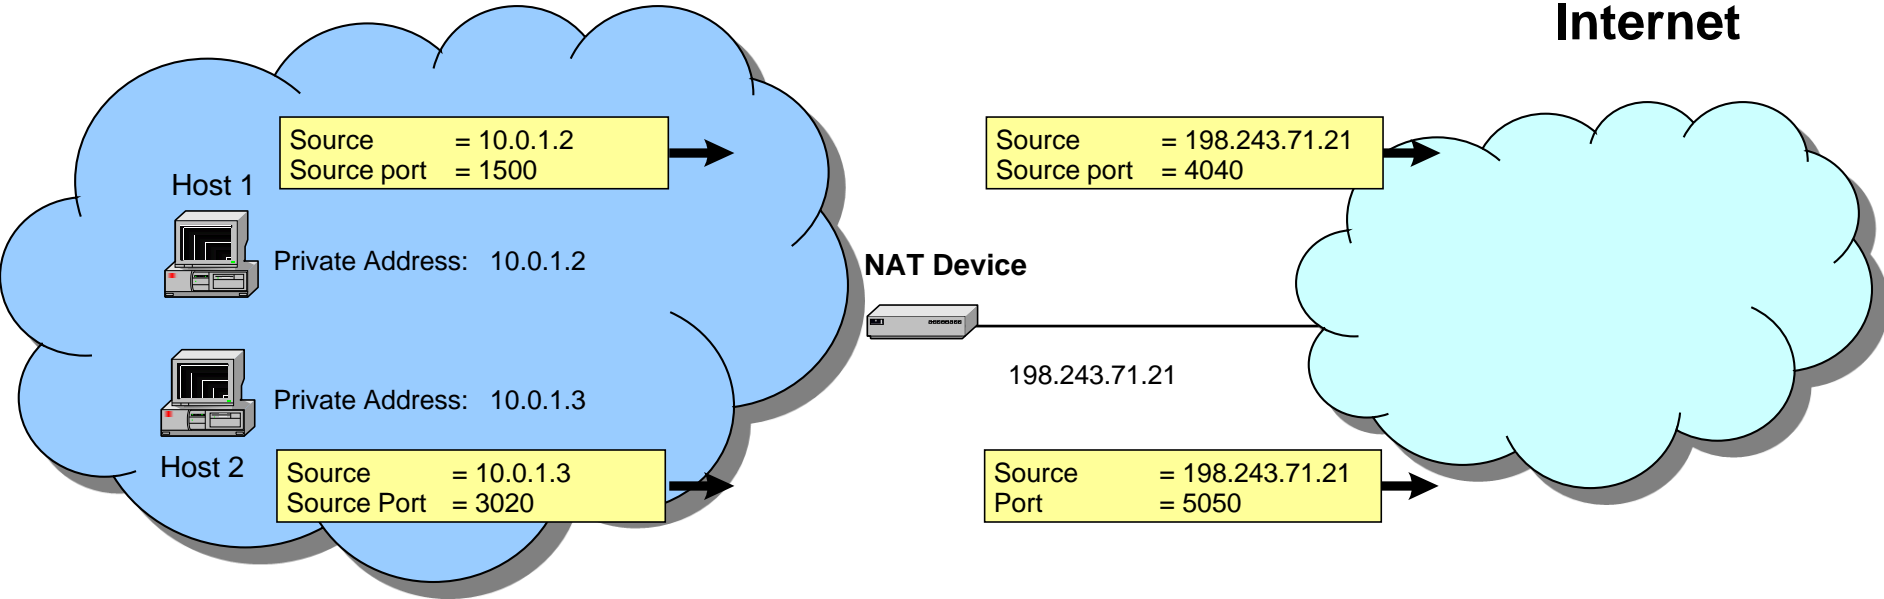 Internet
Source = 10.0.1.2
Source port = 1500
Source = 198.243.71.21
Source port = 4040
Host 1
Private Address: 10.0.1.2
NAT Device
198.243.71.21
Private Address: 10.0.1.3
Host 2
Source = 10.0.1.3
Source Port = 3020
Source = 198.243.71.21
Port = 5050